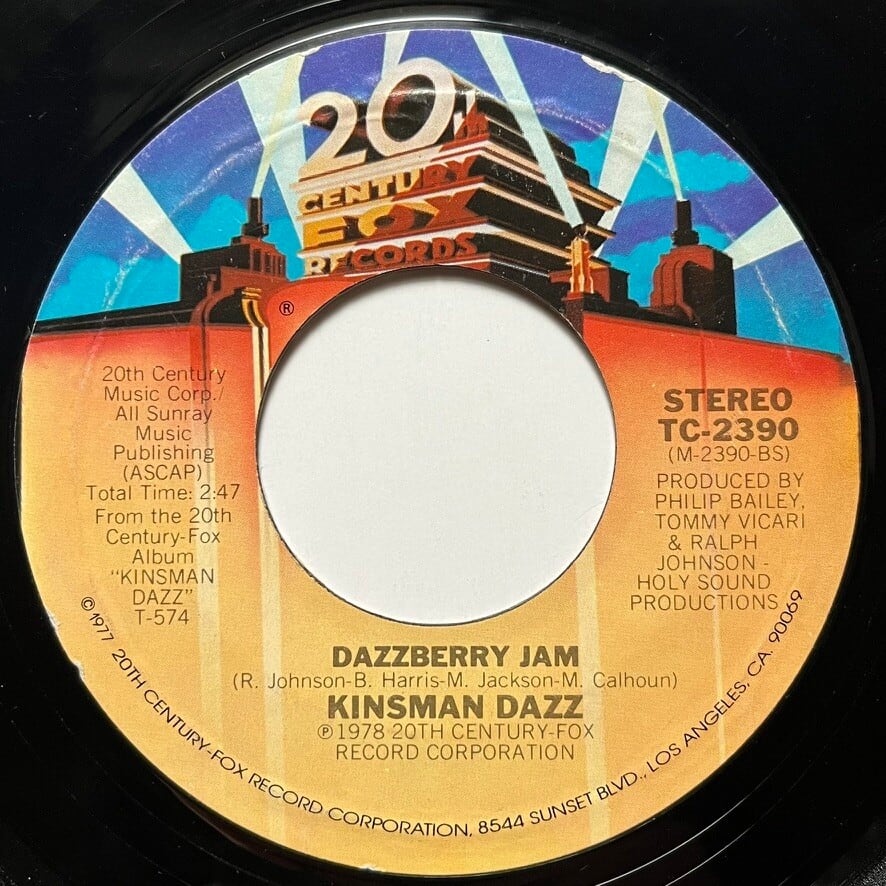 20th
CENTURY
FOX
RECORDS
®
20th Century
Music Corp./
All Sunray
Music
Publishing
(ASCAP)
Total Time: 2:47
From the 20th
Century-Fox
Album
"KINSMAN
DAZZ"
T-574
STEREO
TC-2390
(M-2390-BS)
PRODUCED BY
PHILIP BAILEY,
TOMMY VICARI
& RALPH
JOHNSON -
HOLY SOUND
PRODUCTIONS
DAZZBERRY JAM
(R. Johnson-B. Harris-M. Jackson-M. Calhoun)
KINSMAN DAZZ
℗1978 20TH CENTURY-FOX
RECORD CORPORATION
©1977 20TH CENTURY-FOX RECORD CORPORATION, 8544 SUNSET BLVD., LOS ANGELES, CA. 90069